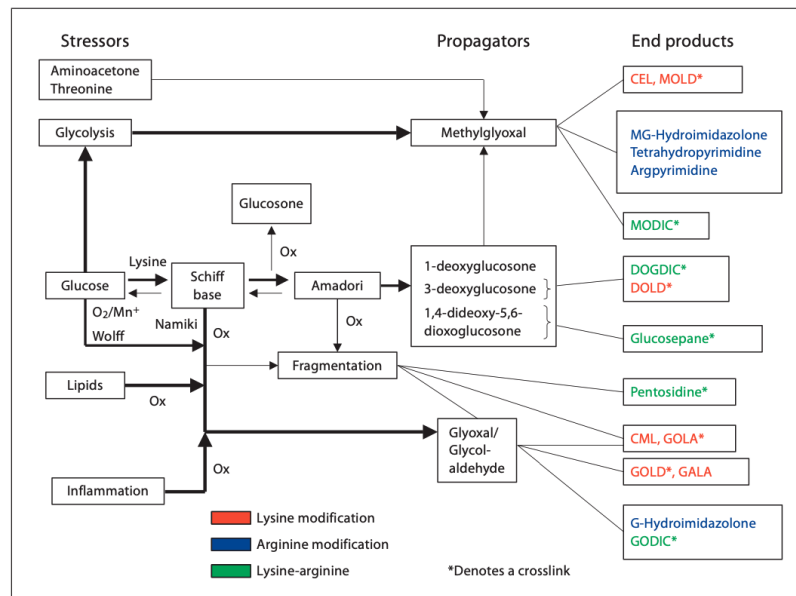 Stressors
Propagators
End products
Aminoacetone
Threonine
CEL, MOLD*
Glycolysis
Methylglyoxal
MG-Hydroimidazolone
Tetrahydropyrimidine
Argpyrimidine
Glucosone
MODIC*
Ox
Lysine
Glucose
Schiff
base
Amadori
1-deoxyglucosone
3-deoxyglucosone
1,4-dideoxy-5,6-
dioxoglucosone
DOGDIC*
DOLD*
O₂/Mn⁺
Wolff
Namiki
Ox
Ox
Glucosepane*
Fragmentation
Lipids
Ox
Pentosidine*
Glyoxal/
Glycol-
aldehyde
CML, GOLA*
GOLD*, GALA
Ox
Inflammation
G-Hydroimidazolone
GODIC*
Lysine modification
Arginine modification
Lysine-arginine
*Denotes a crosslink